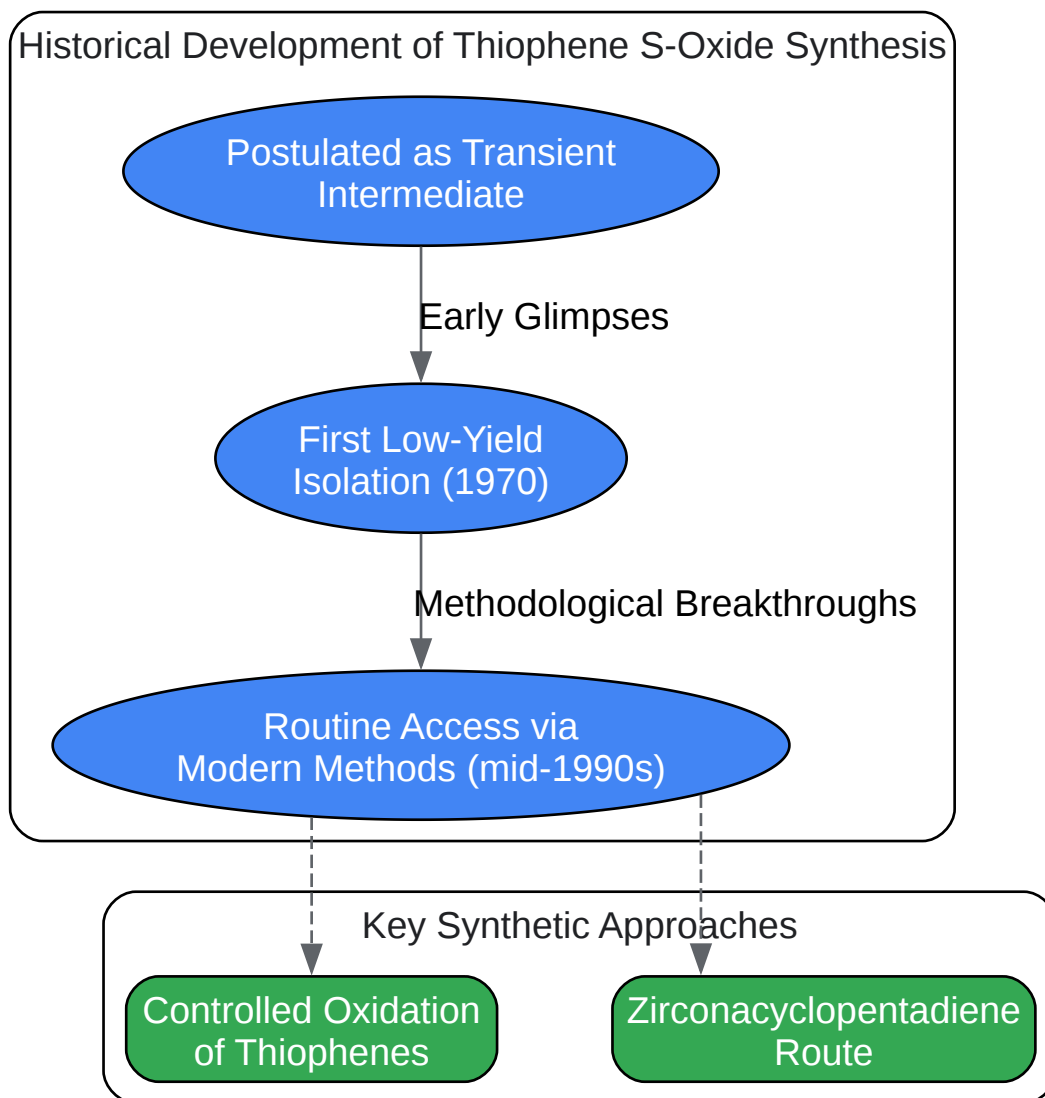 Historical Development of Thiophene S-Oxide Synthesis
Postulated as Transient
Intermediate
Early Glimpses
First Low-Yield
Isolation (1970)
Methodological Breakthroughs
Routine Access via
Modern Methods (mid-1990s)
Key Synthetic Approaches
Controlled Oxidation
of Thiophenes
Zirconacyclopentadiene
Route